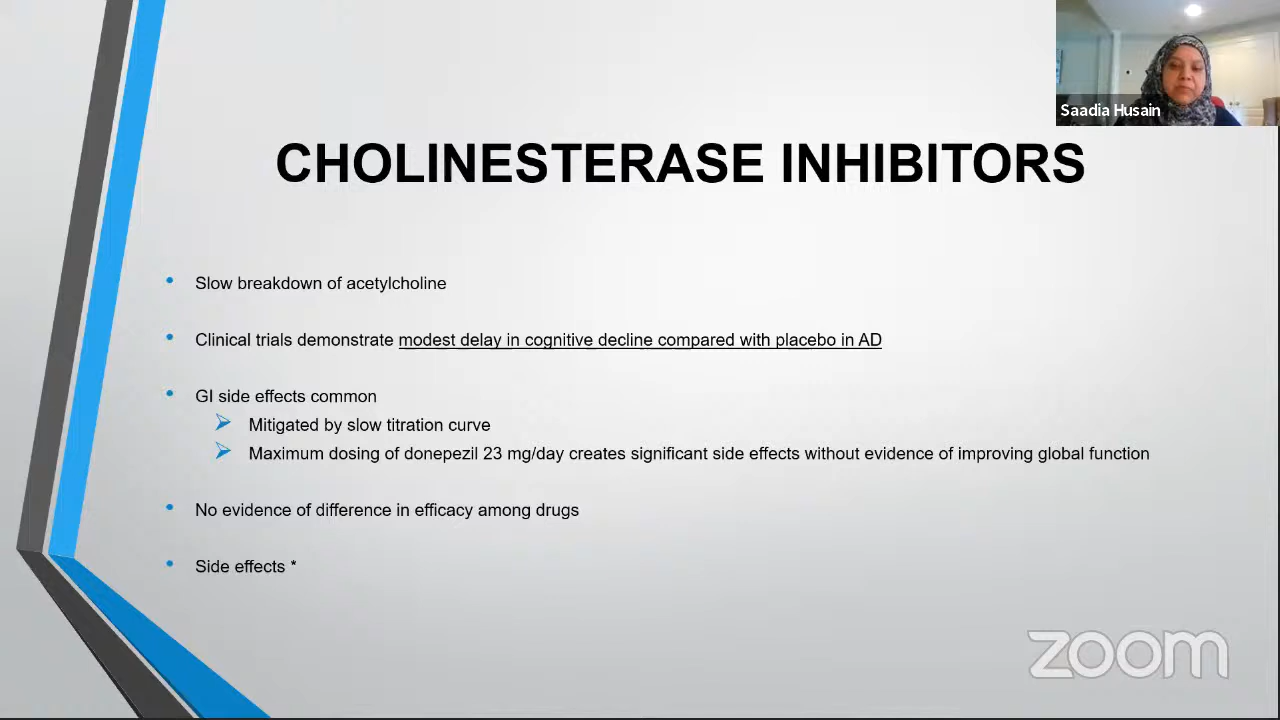 Saadia Husain
CHOLINESTERASE INHIBITORS
• Slow breakdown of acetylcholine
• Clinical trials demonstrate modest delay in cognitive decline compared with placebo in AD
• GI side effects common
Mitigated by slow titration curve
Maximum dosing of donepezil 23 mg/day creates significant side effects without evidence of improving global function
• No evidence of difference in efficacy among drugs
• Side effects *
zoom